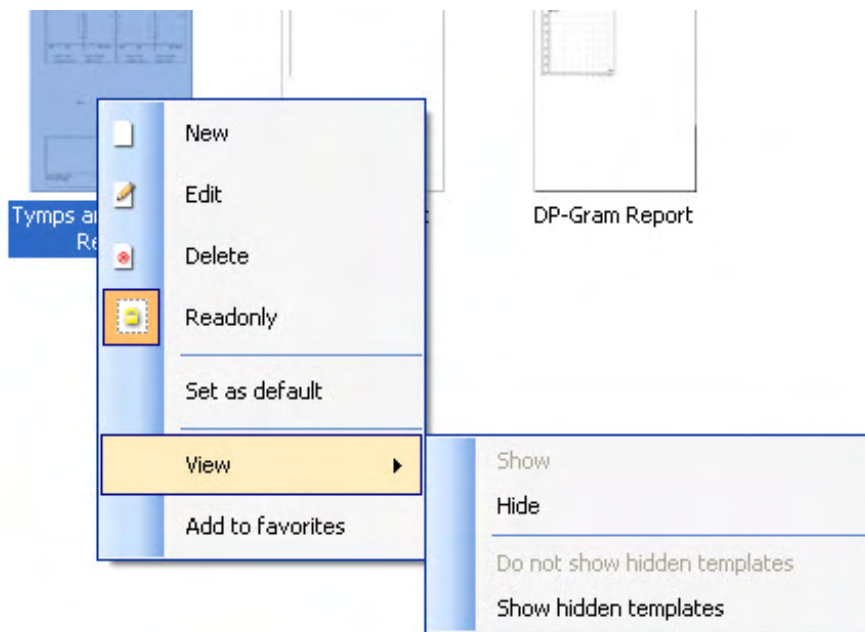 New
Edit
Tymps a
DP-Gram Report
Re
Delete
Readonly
Set as default
View
Show
Hide
Add to favorites
Do not show hidden templates
Show hidden templates